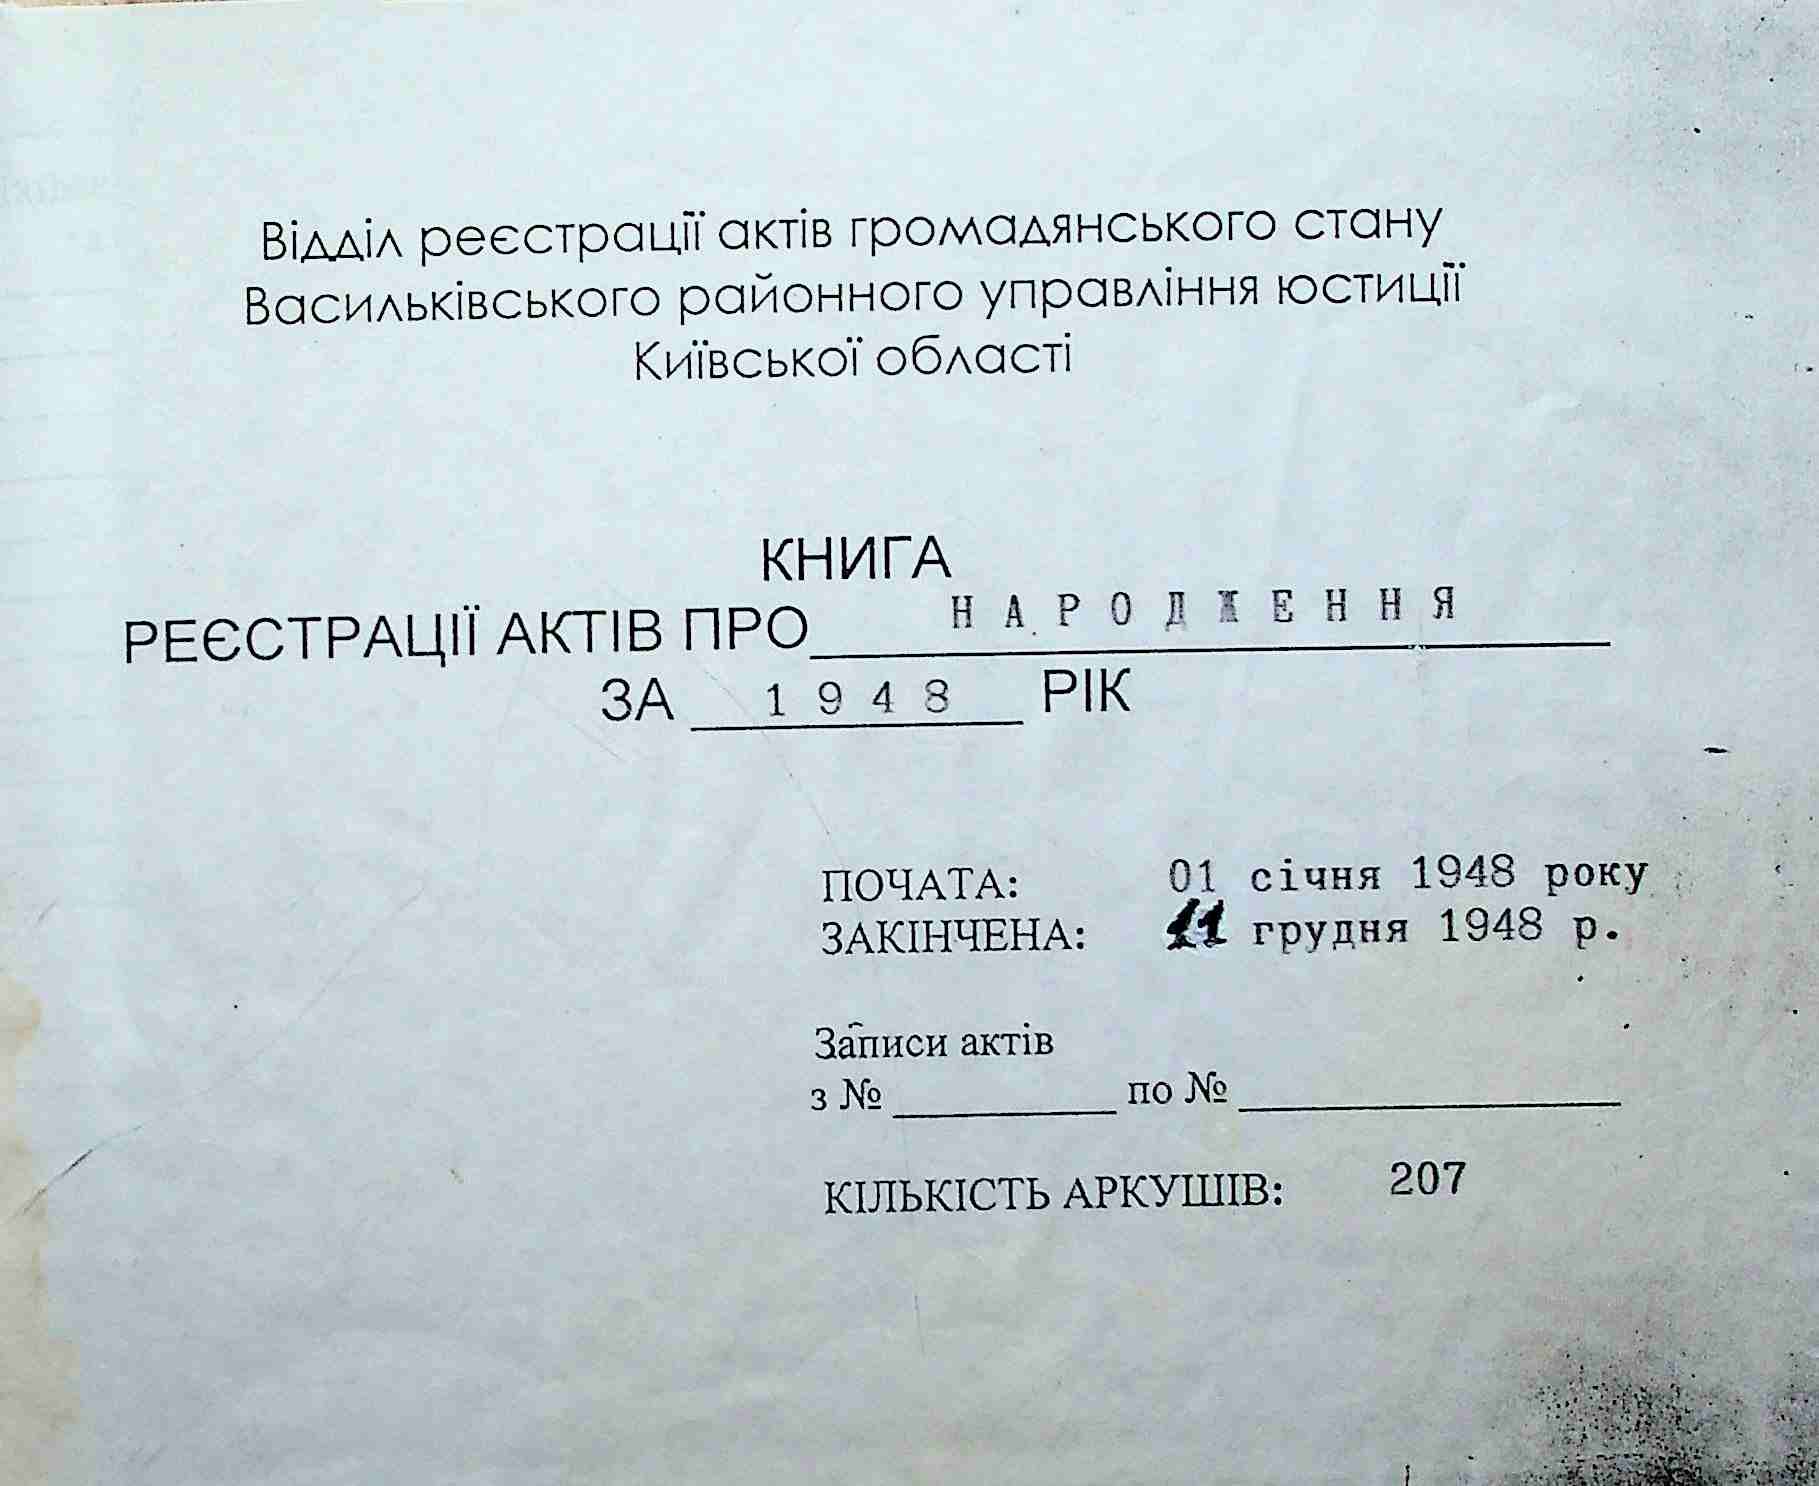 Відділ реєстрації актів громадянського стану
Васильківського районного управління юстиції
Київської області
КНИГА
РЕЄСТРАЦІЇ АКТІВ ПРО НАРОДЖЕННЯ
ЗА 1948 РІК
ПОЧАТА: 01 січня 1948 року
ЗАКІНЧЕНА: 11 грудня 1948 р.
Записи актів
з № по №
КІЛЬКІСТЬ АРКУШІВ: 207